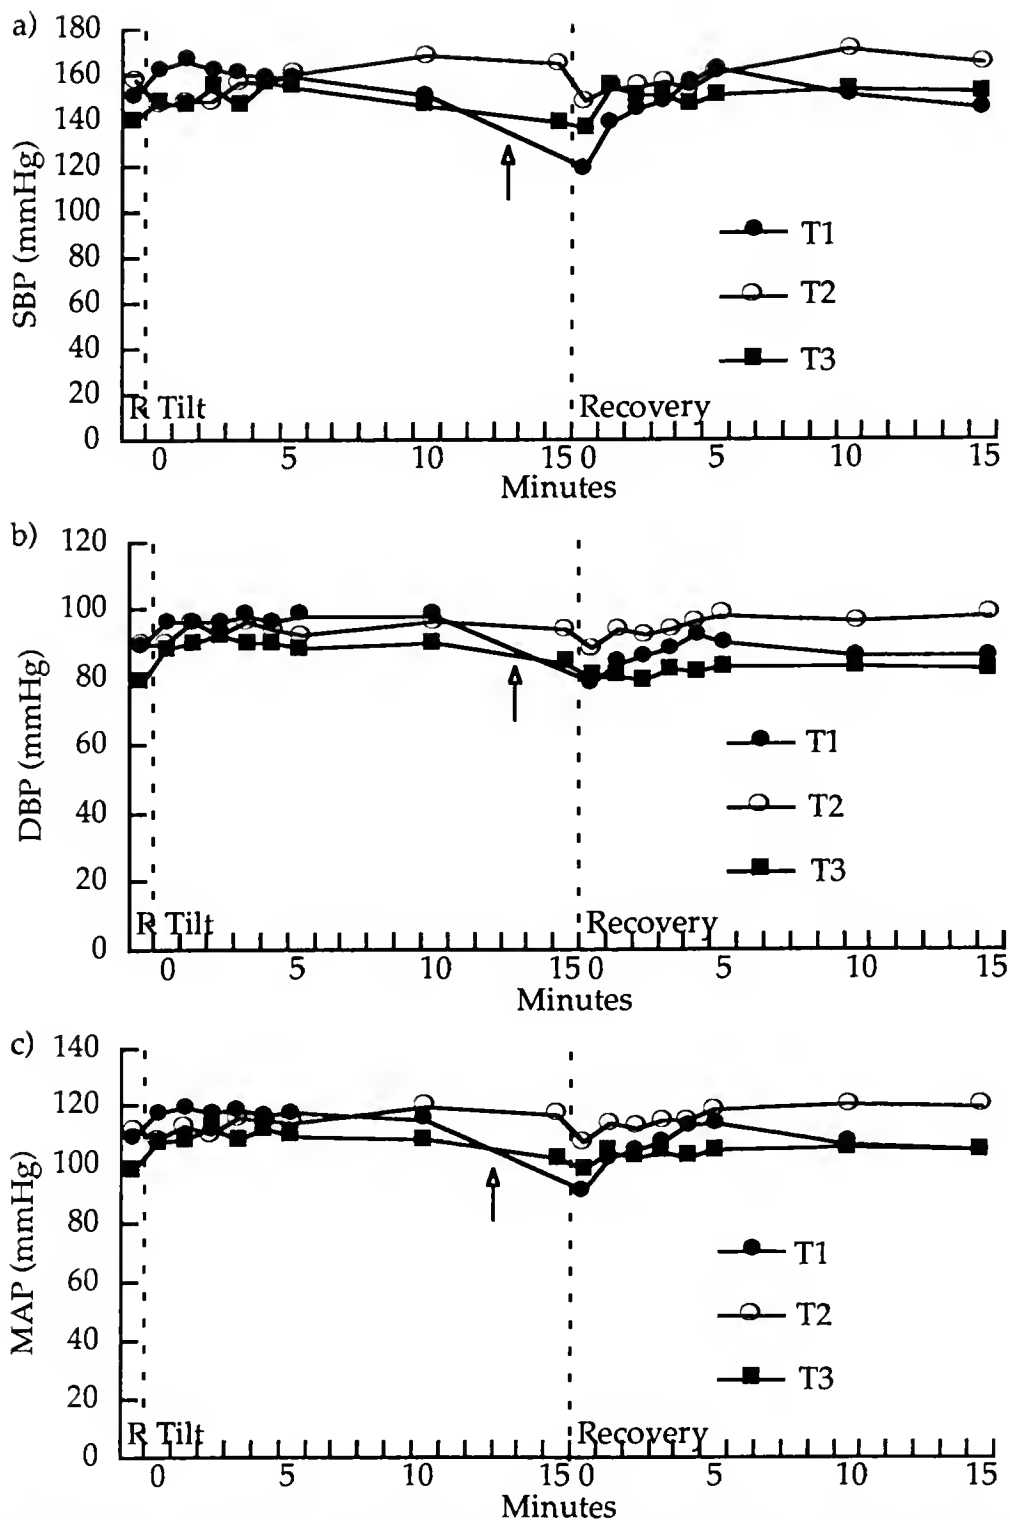 a) 180
160
140
120
100
80
60
40
20
0
SBP (mmHg)
T1
T2
T3
R Tilt Recovery
0 5 10 15 0 5 10 15
Minutes
b) 120
100
80
60
40
20
0
DBP (mmHg)
T1
T2
T3
R Tilt Recovery
0 5 10 15 0 5 10 15
Minutes
c) 140
120
100
80
60
40
20
0
MAP (mmHg)
T1
T2
T3
R Tilt Recovery
0 5 10 15 0 5 10 15
Minutes